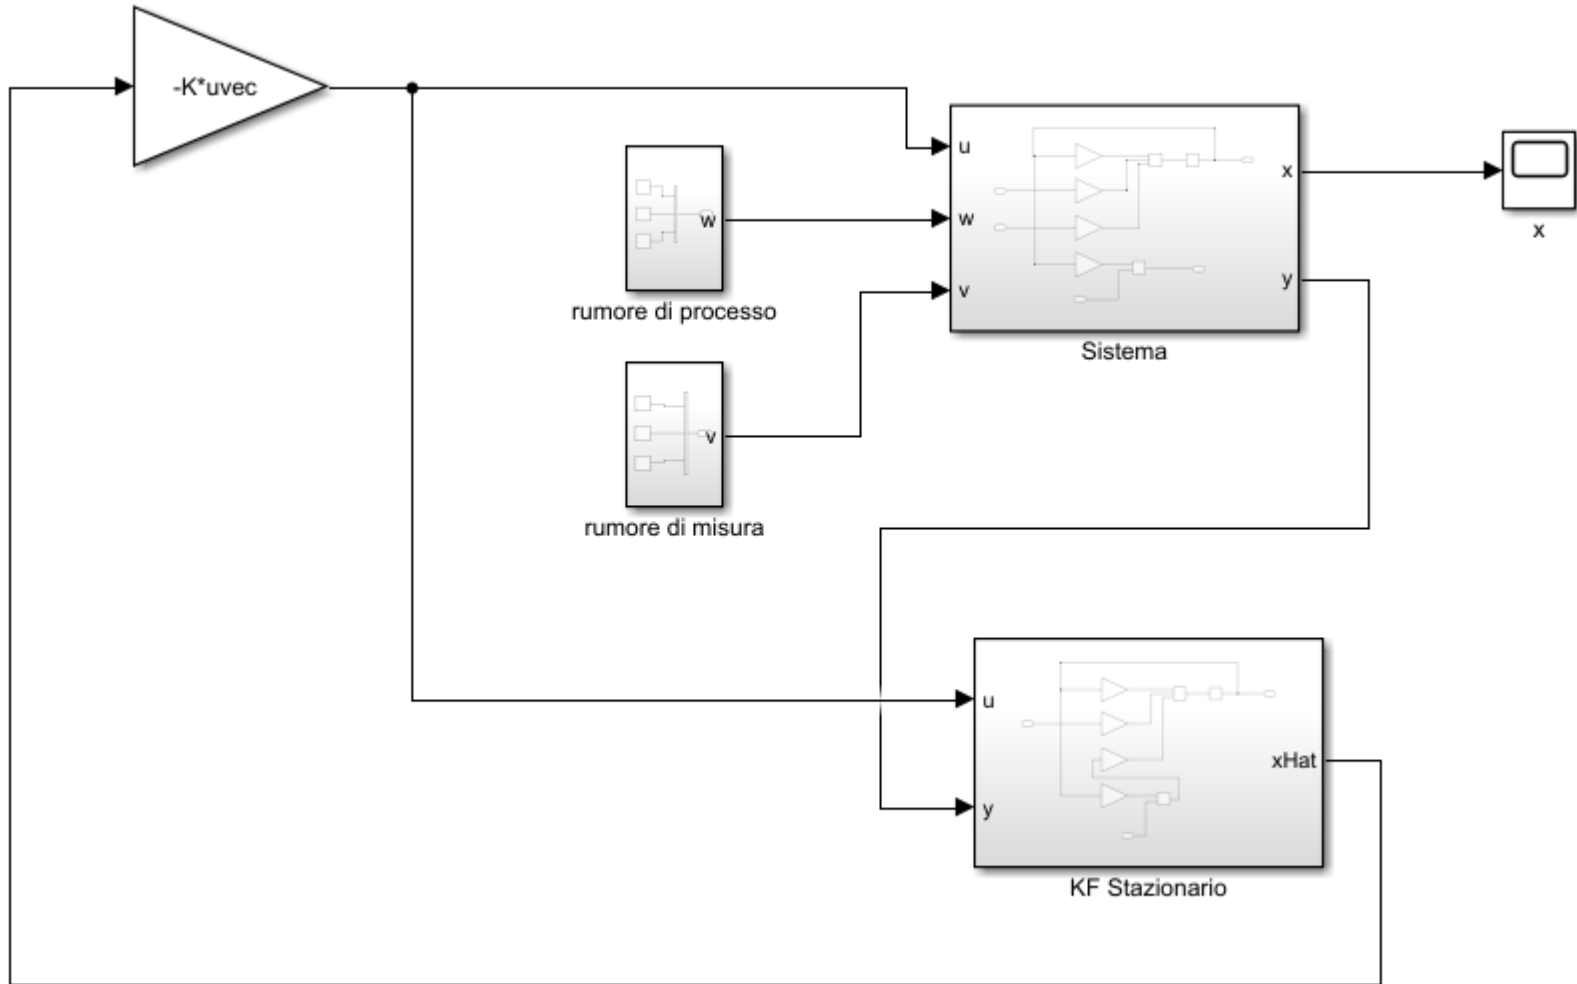 -K*uvec
u
w
v
x
y
Sistema
x
w
rumore di processo
v
rumore di misura
u
y
xHat
KF Stazionario